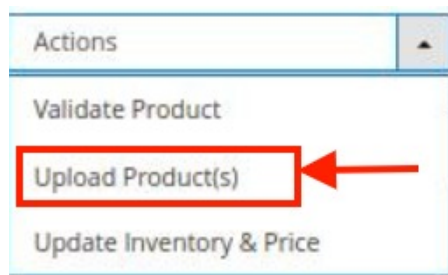 Actions
Validate Product
Upload Product(s)
Update Inventory & Price